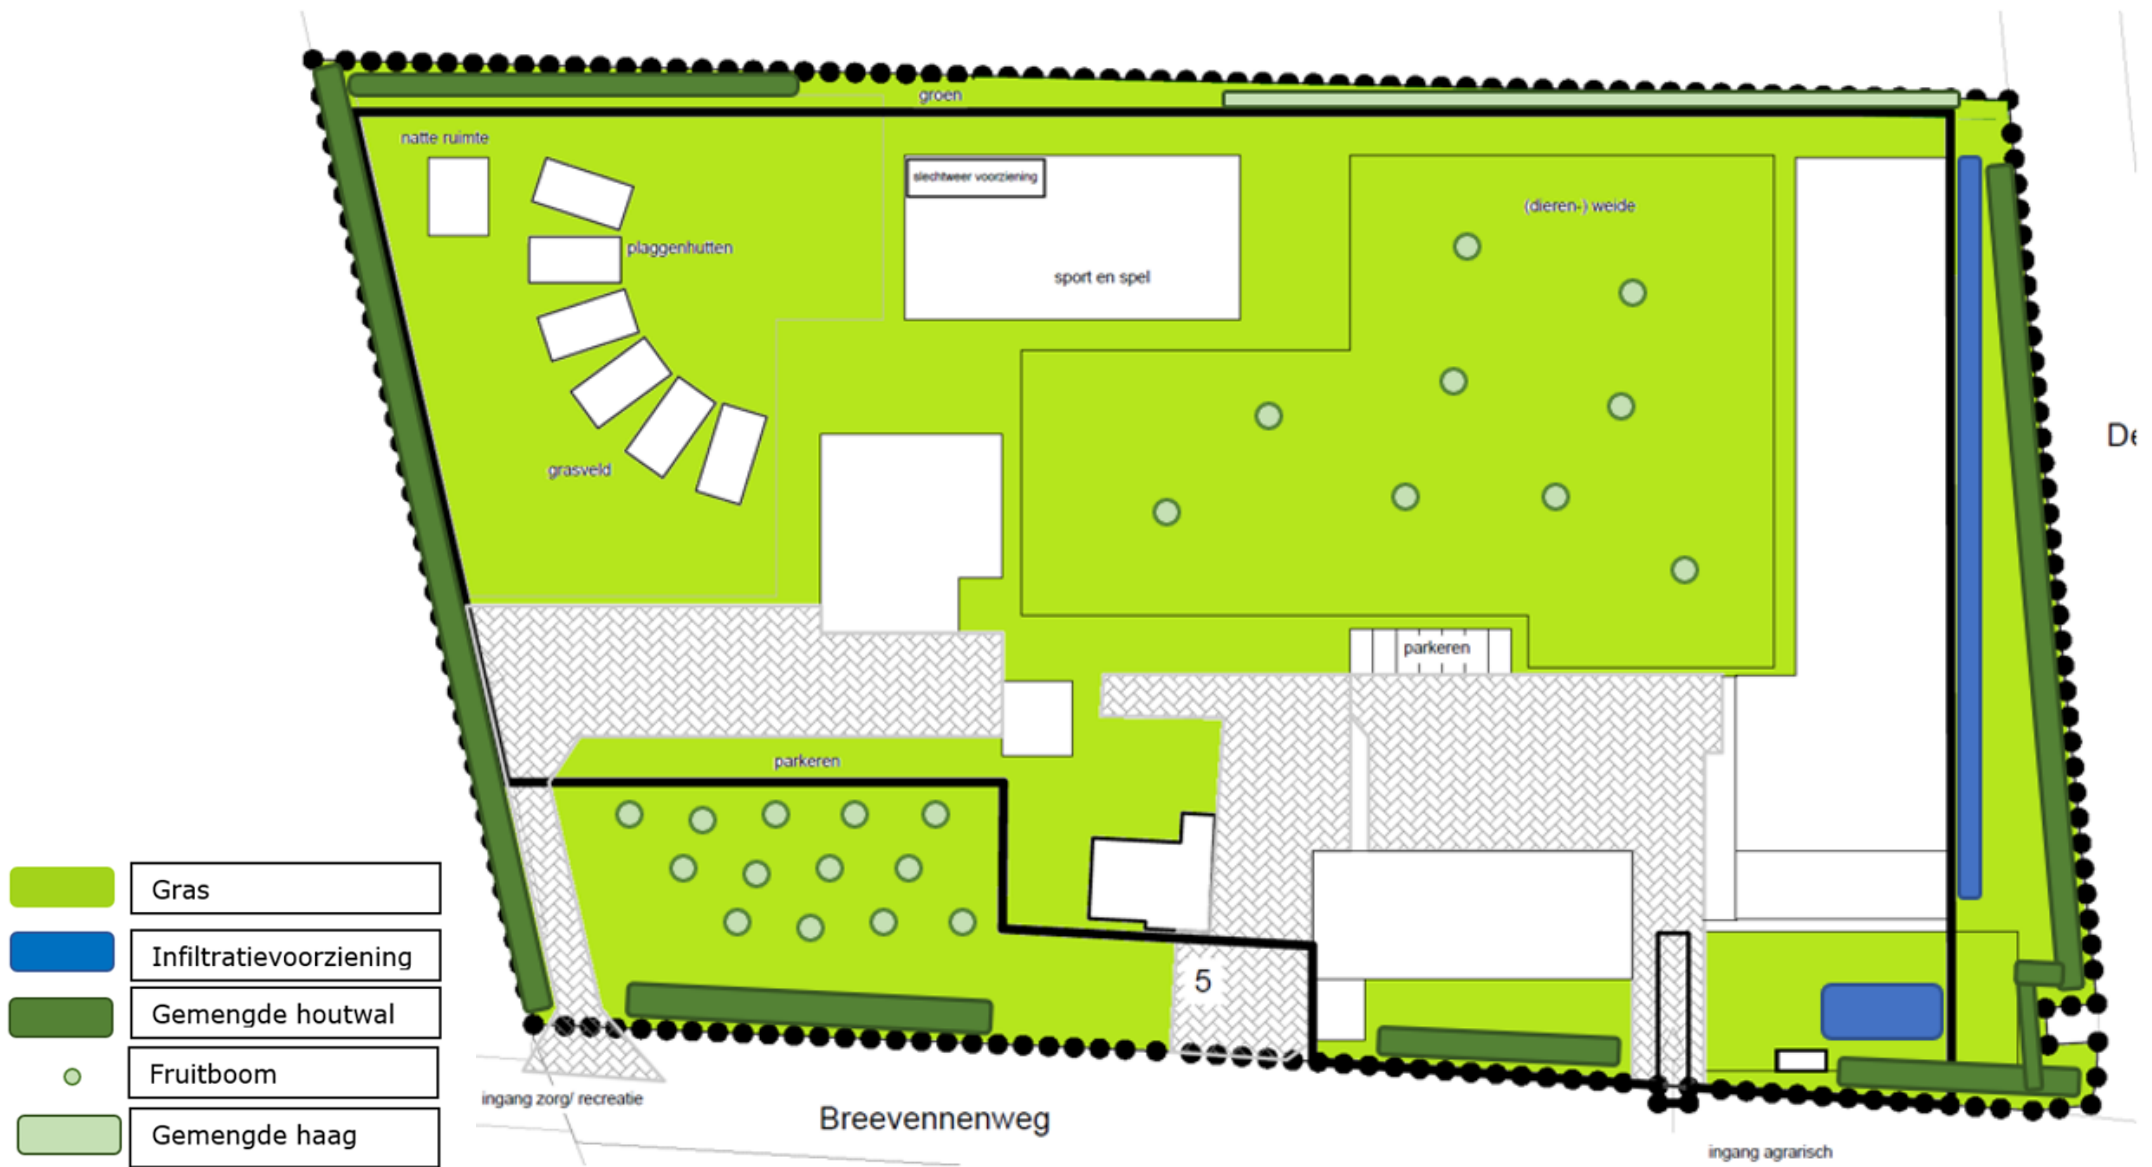 groen
natte ruimte
slechtweer voorziening
(dieren-) weide
plaggenhutten
sport en spel
De
grasveld
parkeren
parkeren
Gras
Infiltratievoorziening
5
Gemengde houtwal
Fruitboom
ingang zorg/ recreatie
Breevennenweg
Gemengde haag
ingang agrarisch